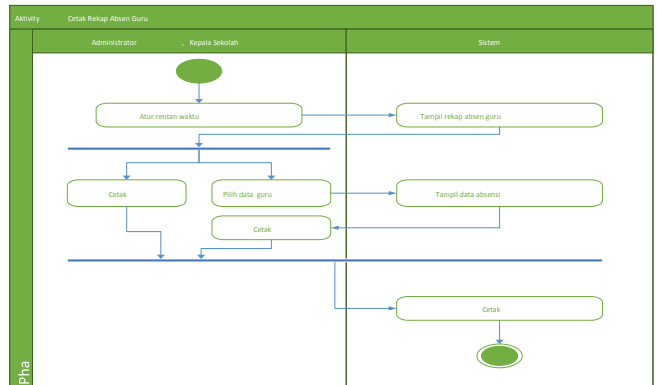 Aktivity Cetak Rekap Absen Guru
Administrator , Kepala Sekolah Sistem
Atur rentan waktu Tampil rekap absen guru
Cetak Pilih data guru Tampil data absensi
Cetak
Cetak
Pha